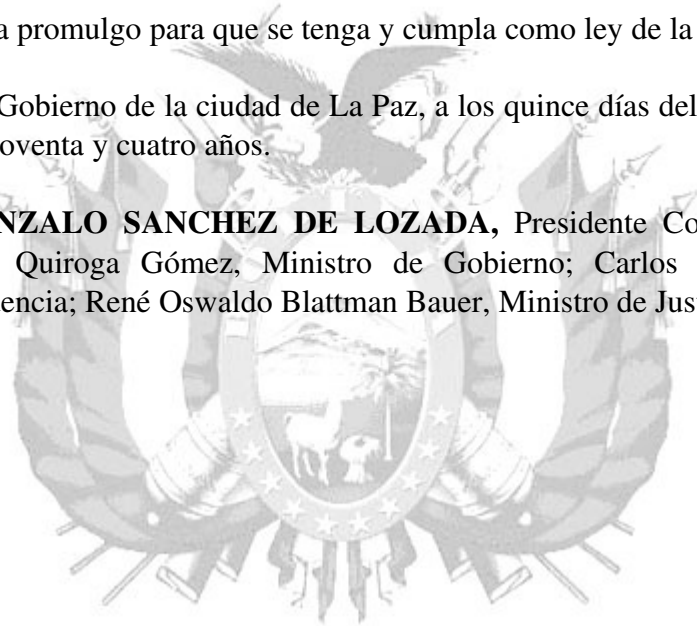 a promulgo para que se tenga y cumpla como ley de la
Gobierno de la ciudad de La Paz, a los quince días del
oventa y cuatro años.
NZALO SANCHEZ DE LOZADA, Presidente Co
Quiroga Gómez, Ministro de Gobierno; Carlos
encia; René Oswaldo Blattman Bauer, Ministro de Jus